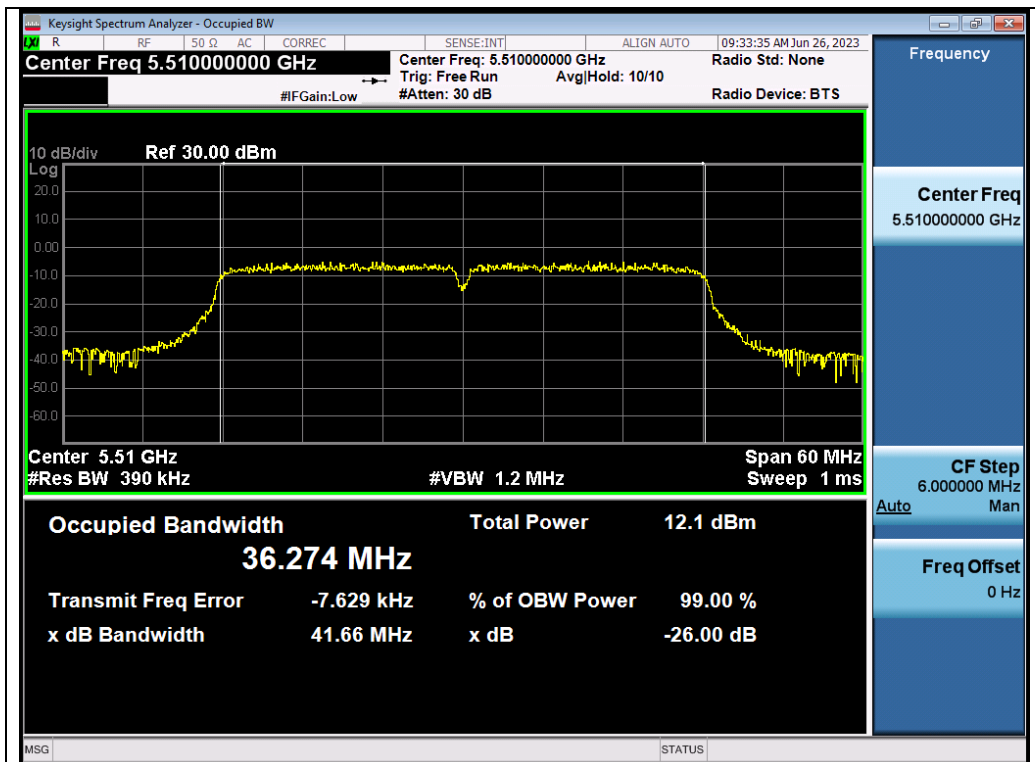 Keysight Spectrum Analyzer - Occupied BW
LXI R RF 50 Ω AC CORREC SENSE:INT ALIGN AUTO 09:33:35 AM Jun 26, 2023
Center Freq 5.510000000 GHz
Center Freq: 5.510000000 GHz
Radio Std: None
Trig: Free Run Avg|Hold: 10/10
#IFGain:Low
#Atten: 30 dB
Radio Device: BTS
10 dB/div Ref 30.00 dBm
Log
20.0
10.0
0.00
-10.0
-20.0
-30.0
-40.0
-50.0
-60.0
Center 5.51 GHz Span 60 MHz
#Res BW 390 kHz #VBW 1.2 MHz Sweep 1 ms
Occupied Bandwidth Total Power 12.1 dBm
36.274 MHz
Transmit Freq Error -7.629 kHz % of OBW Power 99.00 %
x dB Bandwidth 41.66 MHz x dB -26.00 dB
Frequency
Center Freq
5.510000000 GHz
CF Step
6.000000 MHz
Auto Man
Freq Offset
0 Hz
MSG STATUS